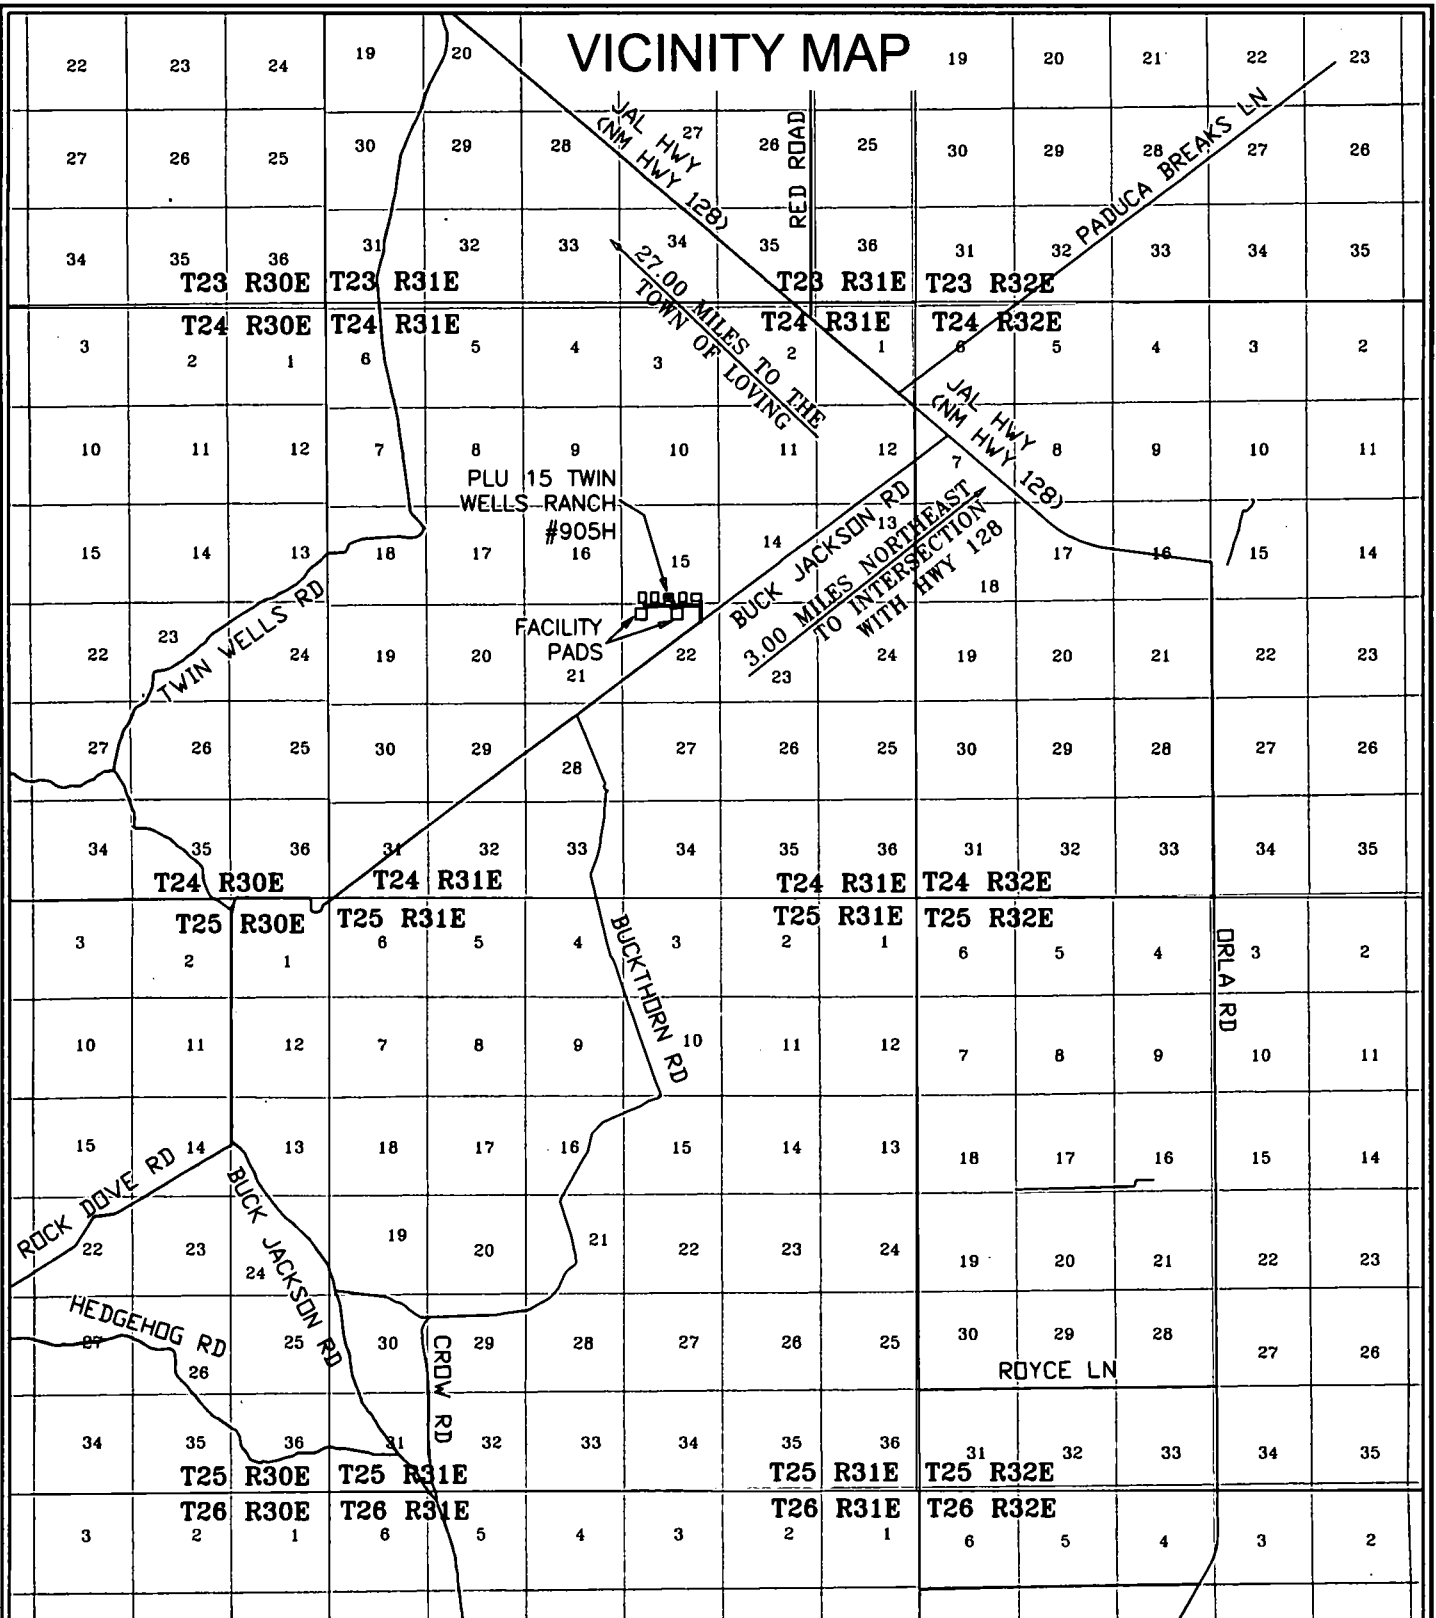 VICINITY MAP
22 23 24 19 20 19 20 21 22 23
JAL HWY
(NM HWY 128)
RED ROAD
PADUCA BREAKS LN
27 26 25 30 29 28 27 26 25 30 29 28 27 26
34 35 36 31 32 33 34 35 36 31 32 33 34 35
T23 R30E T23 R31E T23 R31E T23 R32E
27.00 MILES TO THE
TOWN OF LOVING
T24 R30E T24 R31E T24 R31E T24 R32E
3 2 1 6 5 4 3 2 1 6 5 4 3 2
JAL HWY
(NM HWY 128)
10 11 12 7 8 9 10 11 12 7 8 9 10 11
PLU 15 TWIN
WELLS RANCH
#905H
BUCK JACKSON RD
3.00 MILES NORTHEAST
TO INTERSECTION
WITH HWY 128
15 14 13 18 17 16 15 14 13 18 17 16 15 14
TWIN WELLS RD
FACILITY
PADS
22 23 24 19 20 21 22 23 24 19 20 21 22 23
27 26 25 30 29 28 27 26 25 30 29 28 27 26
34 35 36 31 32 33 34 35 36 31 32 33 34 35
T24 R30E T24 R31E T24 R31E T24 R32E
T25 R30E T25 R31E T25 R31E T25 R32E
3 2 1 6 5 4 3 2 1 6 5 4 3 2
BUCKTHORN RD
ORLA RD
10 11 12 7 8 9 10 11 12 7 8 9 10 11
15 14 13 18 17 16 15 14 13 18 17 16 15 14
ROCK DOVE RD
BUCK JACKSON RD
22 23 24 19 20 21 22 23 24 19 20 21 22 23
HEDGEHOG RD
27 26 25 30 29 28 27 26 25 30 29 28 27 26
CROW RD
ROYCE LN
34 35 36 31 32 33 34 35 36 31 32 33 34 35
T25 R30E T25 R31E T25 R31E T25 R32E
T26 R30E T26 R31E T26 R31E T26 R32E
3 2 1 6 5 4 3 2 1 6 5 4 3 2